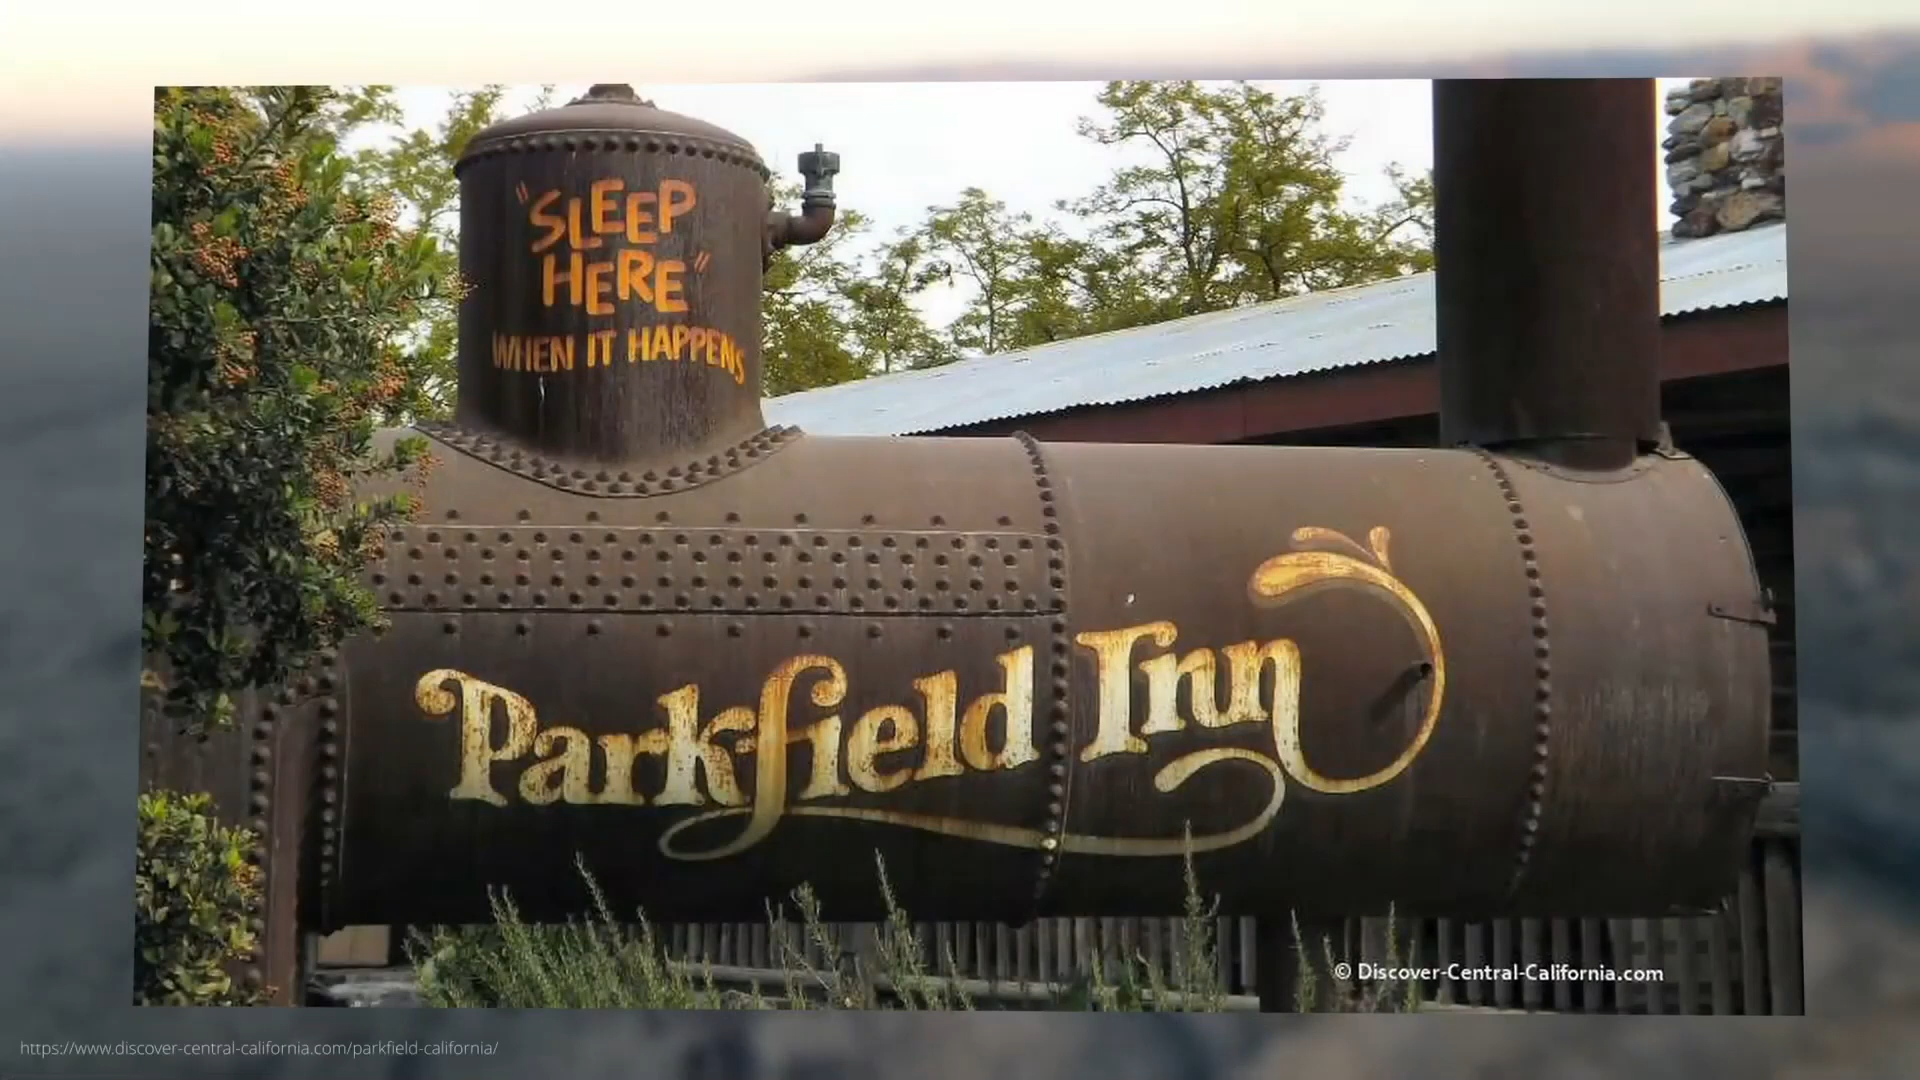 "SLEEP
HERE"
WHEN IT HAPPENS
Parkfield Inn
© Discover-Central-California.com
https://www.discover-central-california.com/parkfield-california/